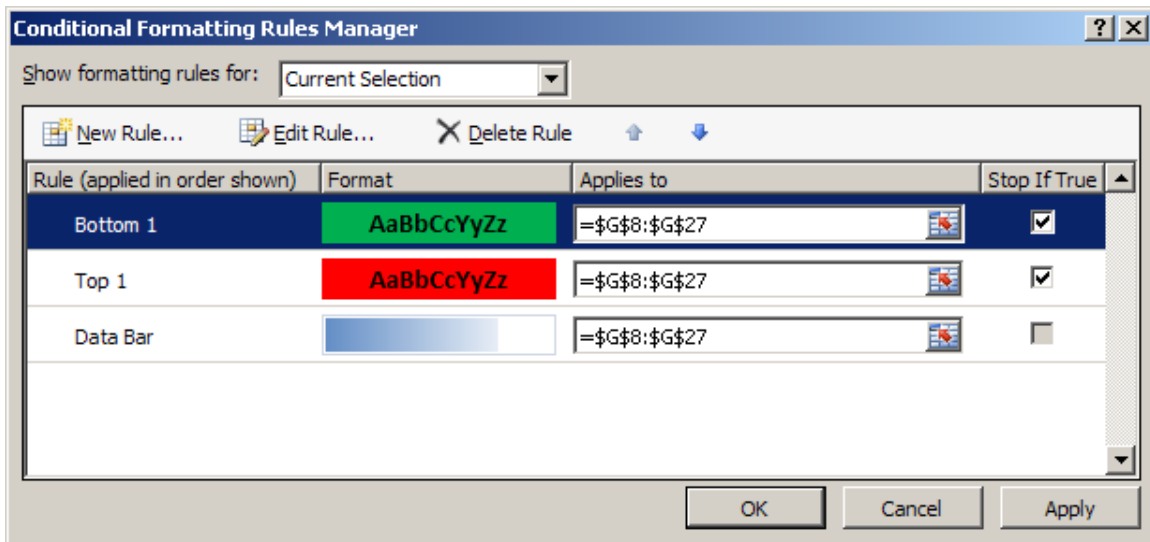 Conditional Formatting Rules Manager
Show formatting rules for: Current Selection
New Rule... Edit Rule... Delete Rule
Rule (applied in order shown) Format Applies to Stop If True
Bottom 1 AaBbCcYyZz =$G$8:$G$27
Top 1 AaBbCcYyZz =$G$8:$G$27
Data Bar =$G$8:$G$27
OK Cancel Apply